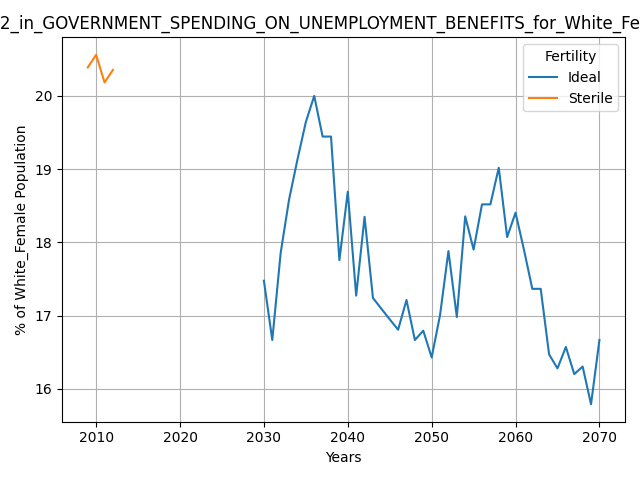 2_in_GOVERNMENT_SPENDING_ON_UNEMPLOYMENT_BENEFITS_for_White_Fe
Fertility
Ideal
Sterile
% of White_Female Population
20
19
18
17
16
2010 2020 2030 2040 2050 2060 2070
Years